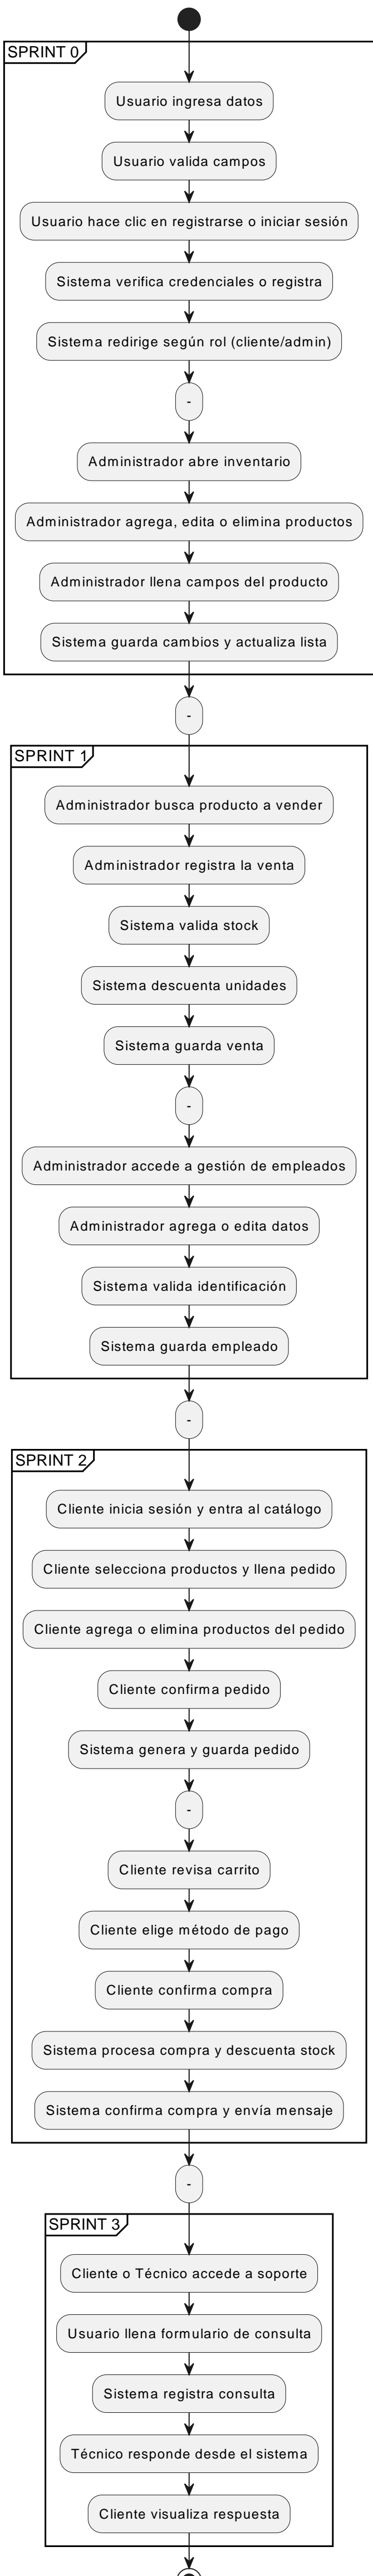 SPRINT 0
Usuario ingresa datos
Usuario valida campos
Usuario hace clic en registrarse o iniciar sesión
Sistema verifica credenciales o registra
Sistema redirige según rol (cliente/admin)
-
Administrador abre inventario
Administrador agrega, edita o elimina productos
Administrador llena campos del producto
Sistema guarda cambios y actualiza lista
-
SPRINT 1
Administrador busca producto a vender
Administrador registra la venta
Sistema valida stock
Sistema descuenta unidades
Sistema guarda venta
-
Administrador accede a gestión de empleados
Administrador agrega o edita datos
Sistema valida identificación
Sistema guarda empleado
-
SPRINT 2
Cliente inicia sesión y entra al catálogo
Cliente selecciona productos y llena pedido
Cliente agrega o elimina productos del pedido
Cliente confirma pedido
Sistema genera y guarda pedido
-
Cliente revisa carrito
Cliente elige método de pago
Cliente confirma compra
Sistema procesa compra y descuenta stock
Sistema confirma compra y envía mensaje
-
SPRINT 3
Cliente o Técnico accede a soporte
Usuario llena formulario de consulta
Sistema registra consulta
Técnico responde desde el sistema
Cliente visualiza respuesta